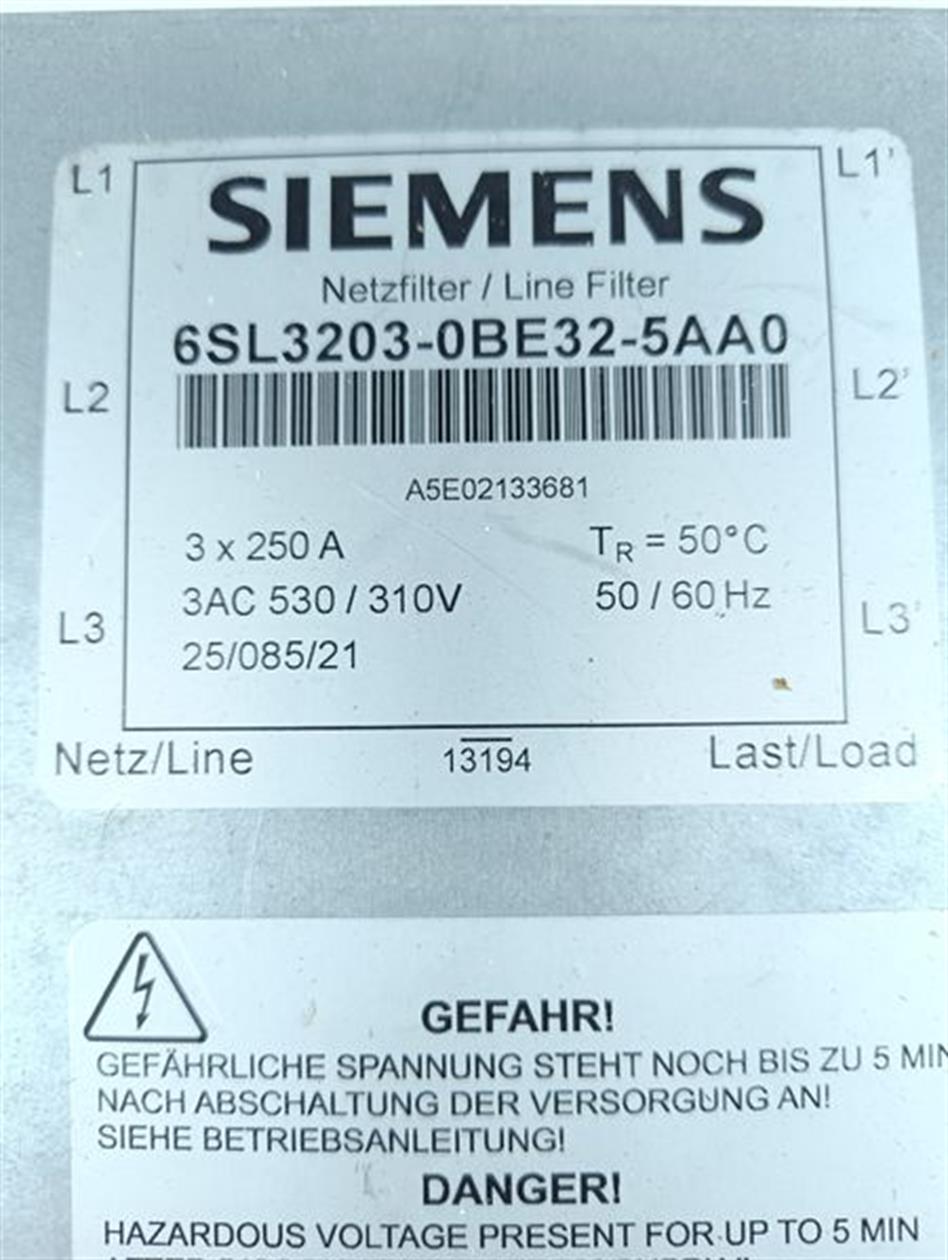 L1
L1'
SIEMENS
Netzfilter / Line Filter
6SL3203-0BE32-5AA0
L2
L2'
A5E02133681
3 x 250 A
TR = 50°C
3AC 530 / 310V
50 / 60 Hz
L3
L3'
25/085/21
Netz/Line
13194
Last/Load
GEFAHR!
GEFÄHRLICHE SPANNUNG STEHT NOCH BIS ZU 5 MIN
NACH ABSCHALTUNG DER VERSORGUNG AN!
SIEHE BETRIEBSANLEITUNG!
DANGER!
HAZARDOUS VOLTAGE PRESENT FOR UP TO 5 MIN